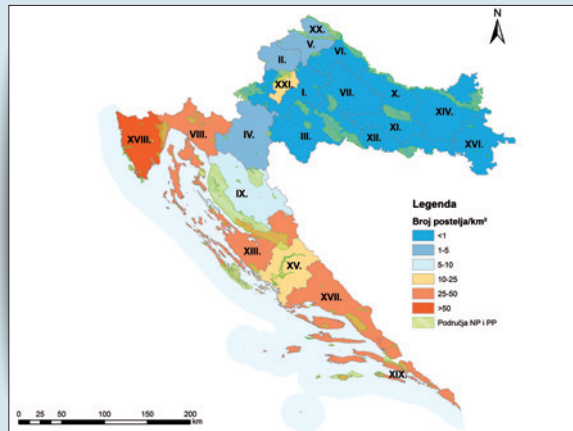 N
XX.
V.
VI.
II.
XXI.
I.
VII.
X.
XIV.
XI.
XVI.
III.
XII.
IV.
VIII.
XVIII.
IX.
XIII.
XV.
XVII.
XIX.
Legenda
Broj postelja/km²
<1
1-5
5-10
10-25
25-50
>50
Područja NP i PP
0 25 50 100 150 200
km